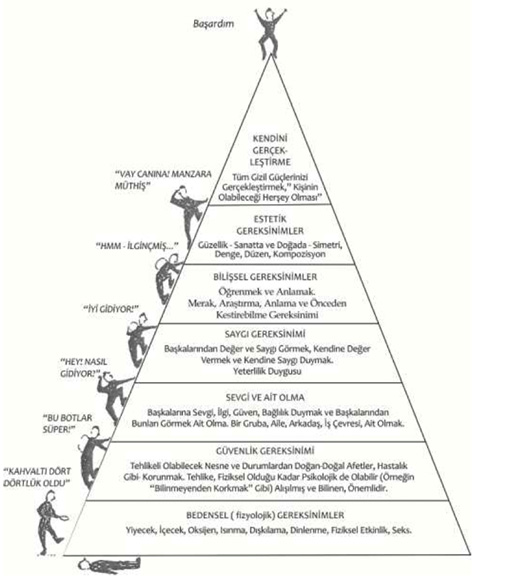 Başardım
KENDİNİ
GERÇEK-
LEŞTİRME
Tüm Gizil Güçlerinizi
Gerçekleştirmek," Kişinin
Olabileceği Herşey Olması"
"VAY CANINA! MANZARA
MÜTHİŞ"
ESTETİK
GEREKSİNİMLER
Güzellik - Sanatta ve Doğada - Simetri,
Denge, Düzen, Kompozisyon
"HMM - İLGİNÇMİŞ..."
BİLİŞSEL GEREKSİNİMLER
Öğrenmek ve Anlamak.
Merak, Araştırma, Anlama ve Önceden
Kestirebilme Gereksinimi
"İYİ GİDİYOR!"
SAYGI GEREKSİNİMİ
Başkalarından Değer ve Saygı Görmek, Kendine Değer
Vermek ve Kendine Saygı Duymak.
Yeterlilik Duygusu
"HEY! NASIL
GİDİYOR!"
SEVGİ VE AİT OLMA
Başkalarına Sevgi, İlgi, Güven, Bağlılık Duymak ve Başkalarından
Bunları Görmek Ait Olma. Bir Gruba, Aile, Arkadaş, İş Çevresi, Ait Olmak.
"BU BOTLAR
SÜPER!"
GÜVENLİK GEREKSİNİMİ
Tehlikeli Olabilecek Nesne ve Durumlardan Doğan-Doğal Afetler, Hastalık
Gibi- Korunmak. Tehlike, Fiziksel Olduğu Kadar Psikolojik de Olabilir (Örneğin
"Bilinmeyenden Korkmak" Gibi) Alışılmış ve Bilinen, Önemlidir.
"KAHVALTI DÖRT
DÖRTLÜK OLDU"
BEDENSEL ( fizyolojik) GEREKSİNİMLER
Yiyecek, İçecek, Oksijen, Isınma, Dışkılama, Dinlenme, Fiziksel Etkinlik, Seks.